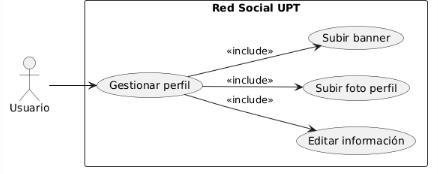 Red Social UPT
Subir banner
«include»
Usuario
Gestionar perfil
«include»
Subir foto perfil
«include»
Editar información